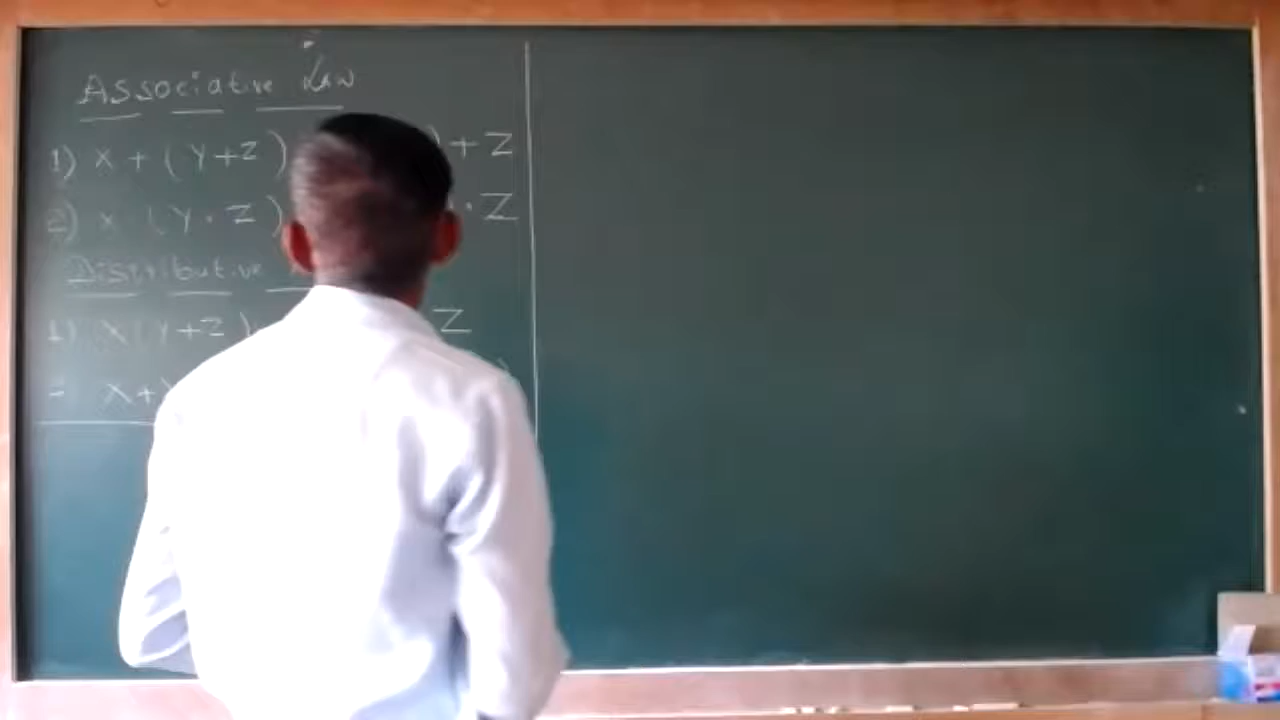 Associative Law
1) X + (Y+Z) ) + Z
2) X (Y . Z) . Z
Distributive
1) X(Y+Z) Z
- X+